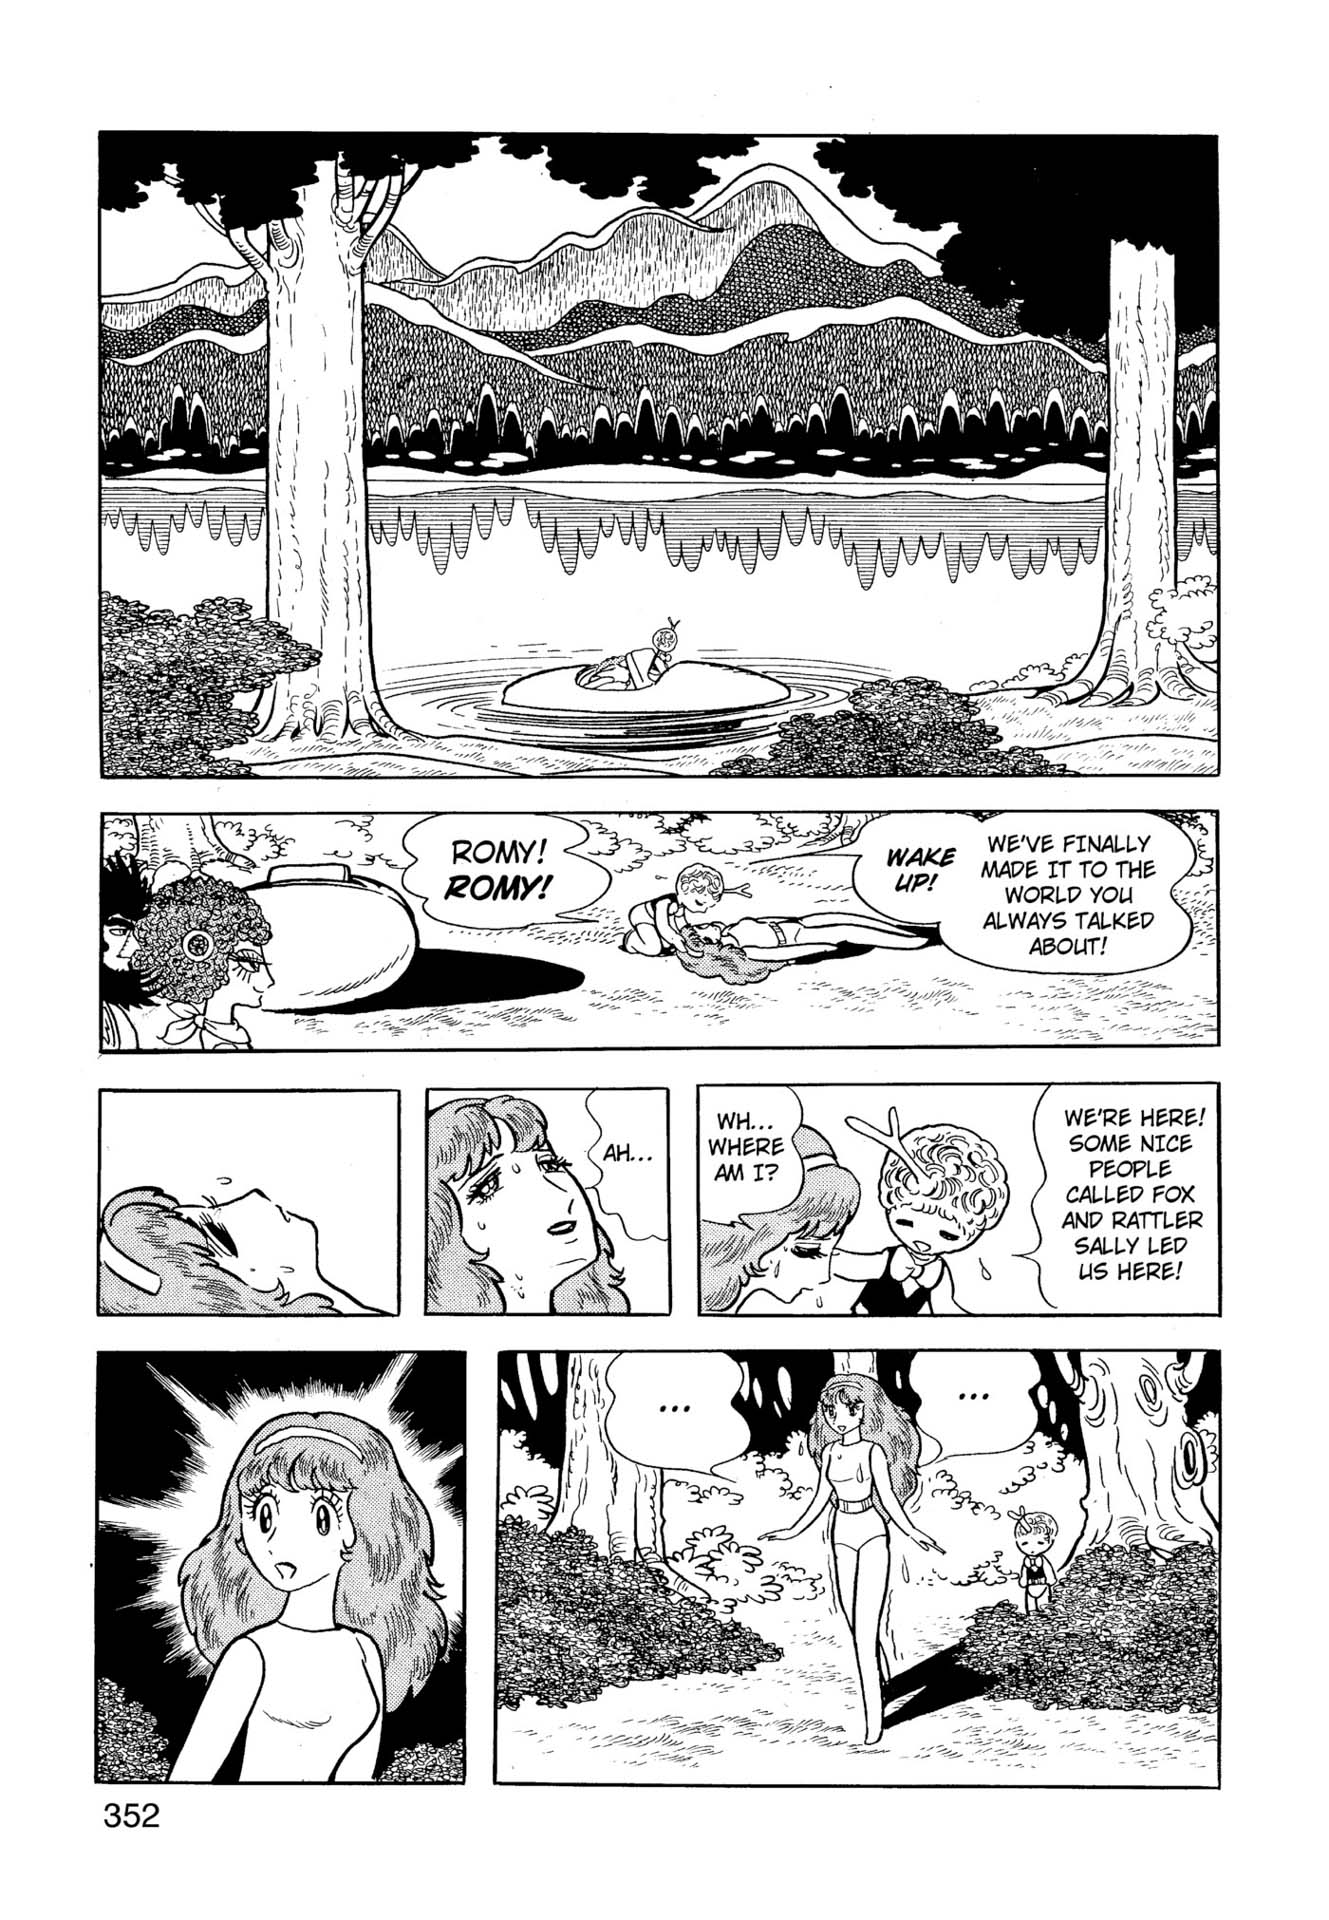 ROMY!
ROMY!
WAKE
UP!
WE'VE FINALLY
MADE IT TO THE
WORLD YOU
ALWAYS TALKED
ABOUT!
AH...
WH...
WHERE
AM I?
WE'RE HERE!
SOME NICE
PEOPLE
CALLED FOX
AND RATTLER
SALLY LED
US HERE!
...
...
352